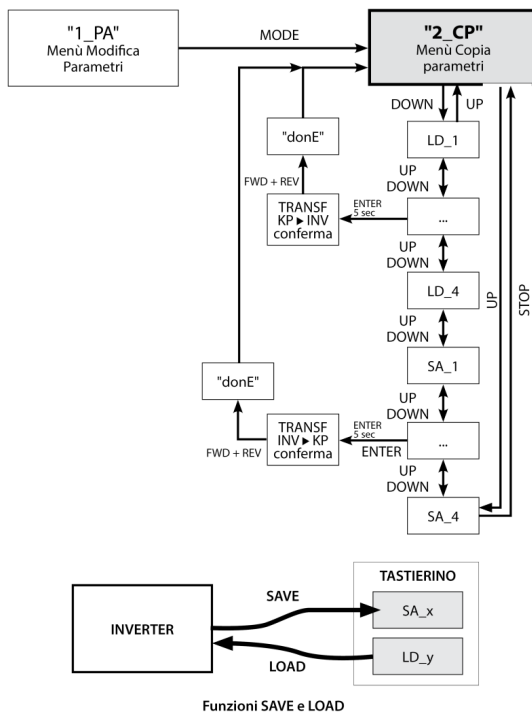 "1_PA"
Menù Modifica
Parametri
MODE
"2_CP"
Menù Copia
parametri
DOWN
UP
"donE"
LD_1
FWD + REV
UP
DOWN
TRANSF
KP ▶ INV
conferma
ENTER
5 sec
...
UP
DOWN
LD_4
UP
STOP
UP
DOWN
"donE"
SA_1
UP
DOWN
FWD + REV
TRANSF
INV ▶ KP
conferma
ENTER
5 sec
ENTER
...
UP
DOWN
SA_4
TASTIERINO
SAVE
SA_x
INVERTER
LOAD
LD_y
Funzioni SAVE e LOAD